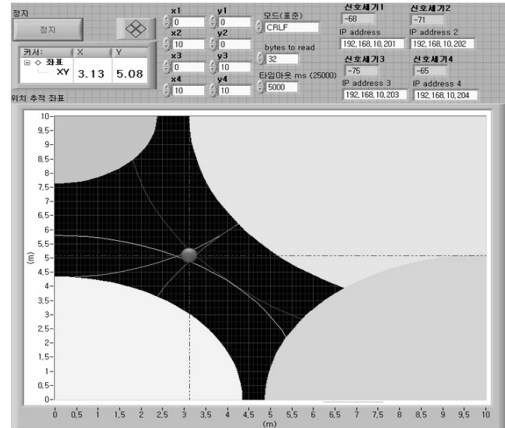 정지
정지
커서: X Y
좌표
XY 3.13 5.08
x1 y1
0 0
x2 y2
10 0
x3 y3
0 10
x4 y4
10 10
모드(표준)
CRLF
bytes to read
32
타임아웃 ms (25000)
5000
신호세기1 신호세기2
-68 -71
IP address IP address 2
192,168,10,201 192,168,10,202
신호세기3 신호세기4
-75 -65
IP address 3 IP address 4
192,168,10,203 192,168,10,204
위치 추적 좌표
10
9.5
9
8.5
8
7.5
7
6.5
6
5.5
5
4.5
4
3.5
3
2.5
2
1.5
1
0.5
0
(m)
0 0.5 1 1.5 2 2.5 3 3.5 4 4.5 5 5.5 6 6.5 7 7.5 8 8.5 9 9.5 10
(m)